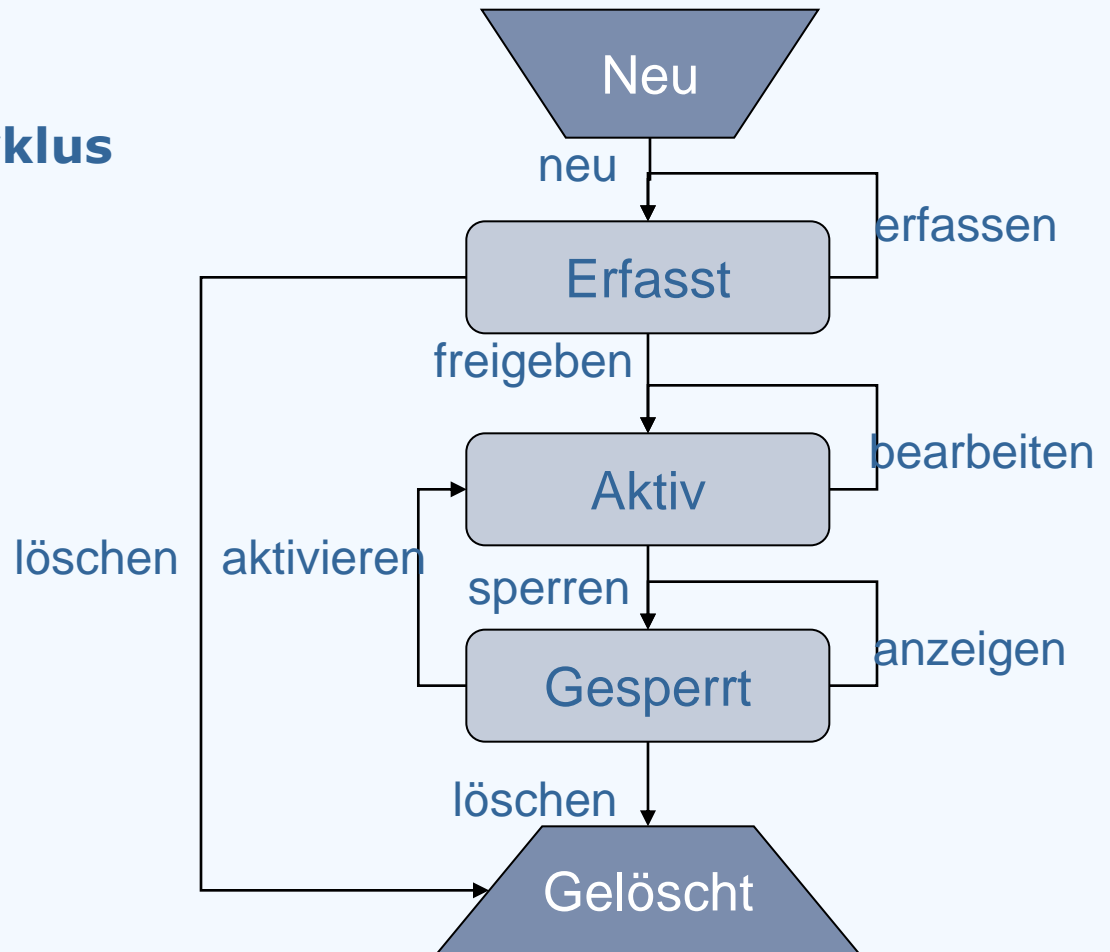 Neu
klus
neu
erfassen
Erfasst
freigeben
bearbeiten
Aktiv
löschen
aktivieren
sperren
anzeigen
Gesperrt
löschen
Gelöscht